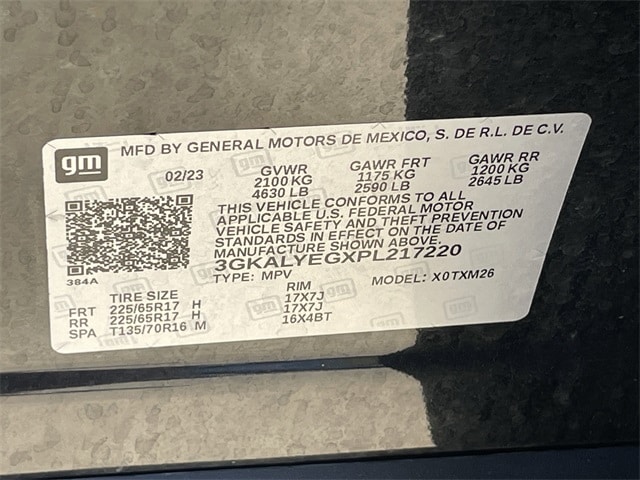 gm
MFD BY GENERAL MOTORS DE MEXICO, S. DE R.L. DE C.V.
02/23 GVWR GAWR FRT GAWR RR
2100 KG 1175 KG 1200 KG
4630 LB 2590 LB 2645 LB
THIS VEHICLE CONFORMS TO ALL
APPLICABLE U.S. FEDERAL MOTOR
VEHICLE SAFETY AND THEFT PREVENTION
STANDARDS IN EFFECT ON THE DATE OF
MANUFACTURE SHOWN ABOVE.
3GKALYEGXPL217220
384A
TYPE: MPV MODEL: X0TXM26
TIRE SIZE RIM
FRT 225/65R17 H 17X7J
RR 225/65R17 H 17X7J
SPA T135/70R16 M 16X4BT